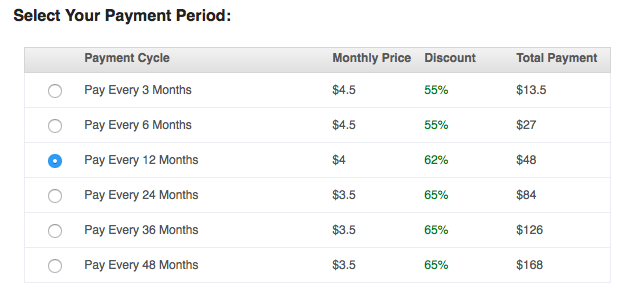 Select Your Payment Period:
Payment Cycle Monthly Price Discount Total Payment
Pay Every 3 Months $4.5 55% $13.5
Pay Every 6 Months $4.5 55% $27
Pay Every 12 Months $4 62% $48
Pay Every 24 Months $3.5 65% $84
Pay Every 36 Months $3.5 65% $126
Pay Every 48 Months $3.5 65% $168